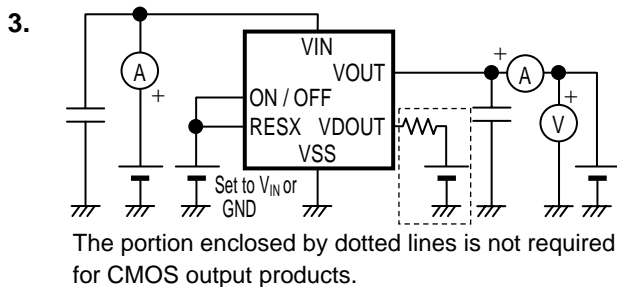 3.
VIN
VOUT
ON / OFF
RESX VDOUT
VSS
A
+
+
A
+
V
Set to VIN or
GND
The portion enclosed by dotted lines is not required
for CMOS output products.